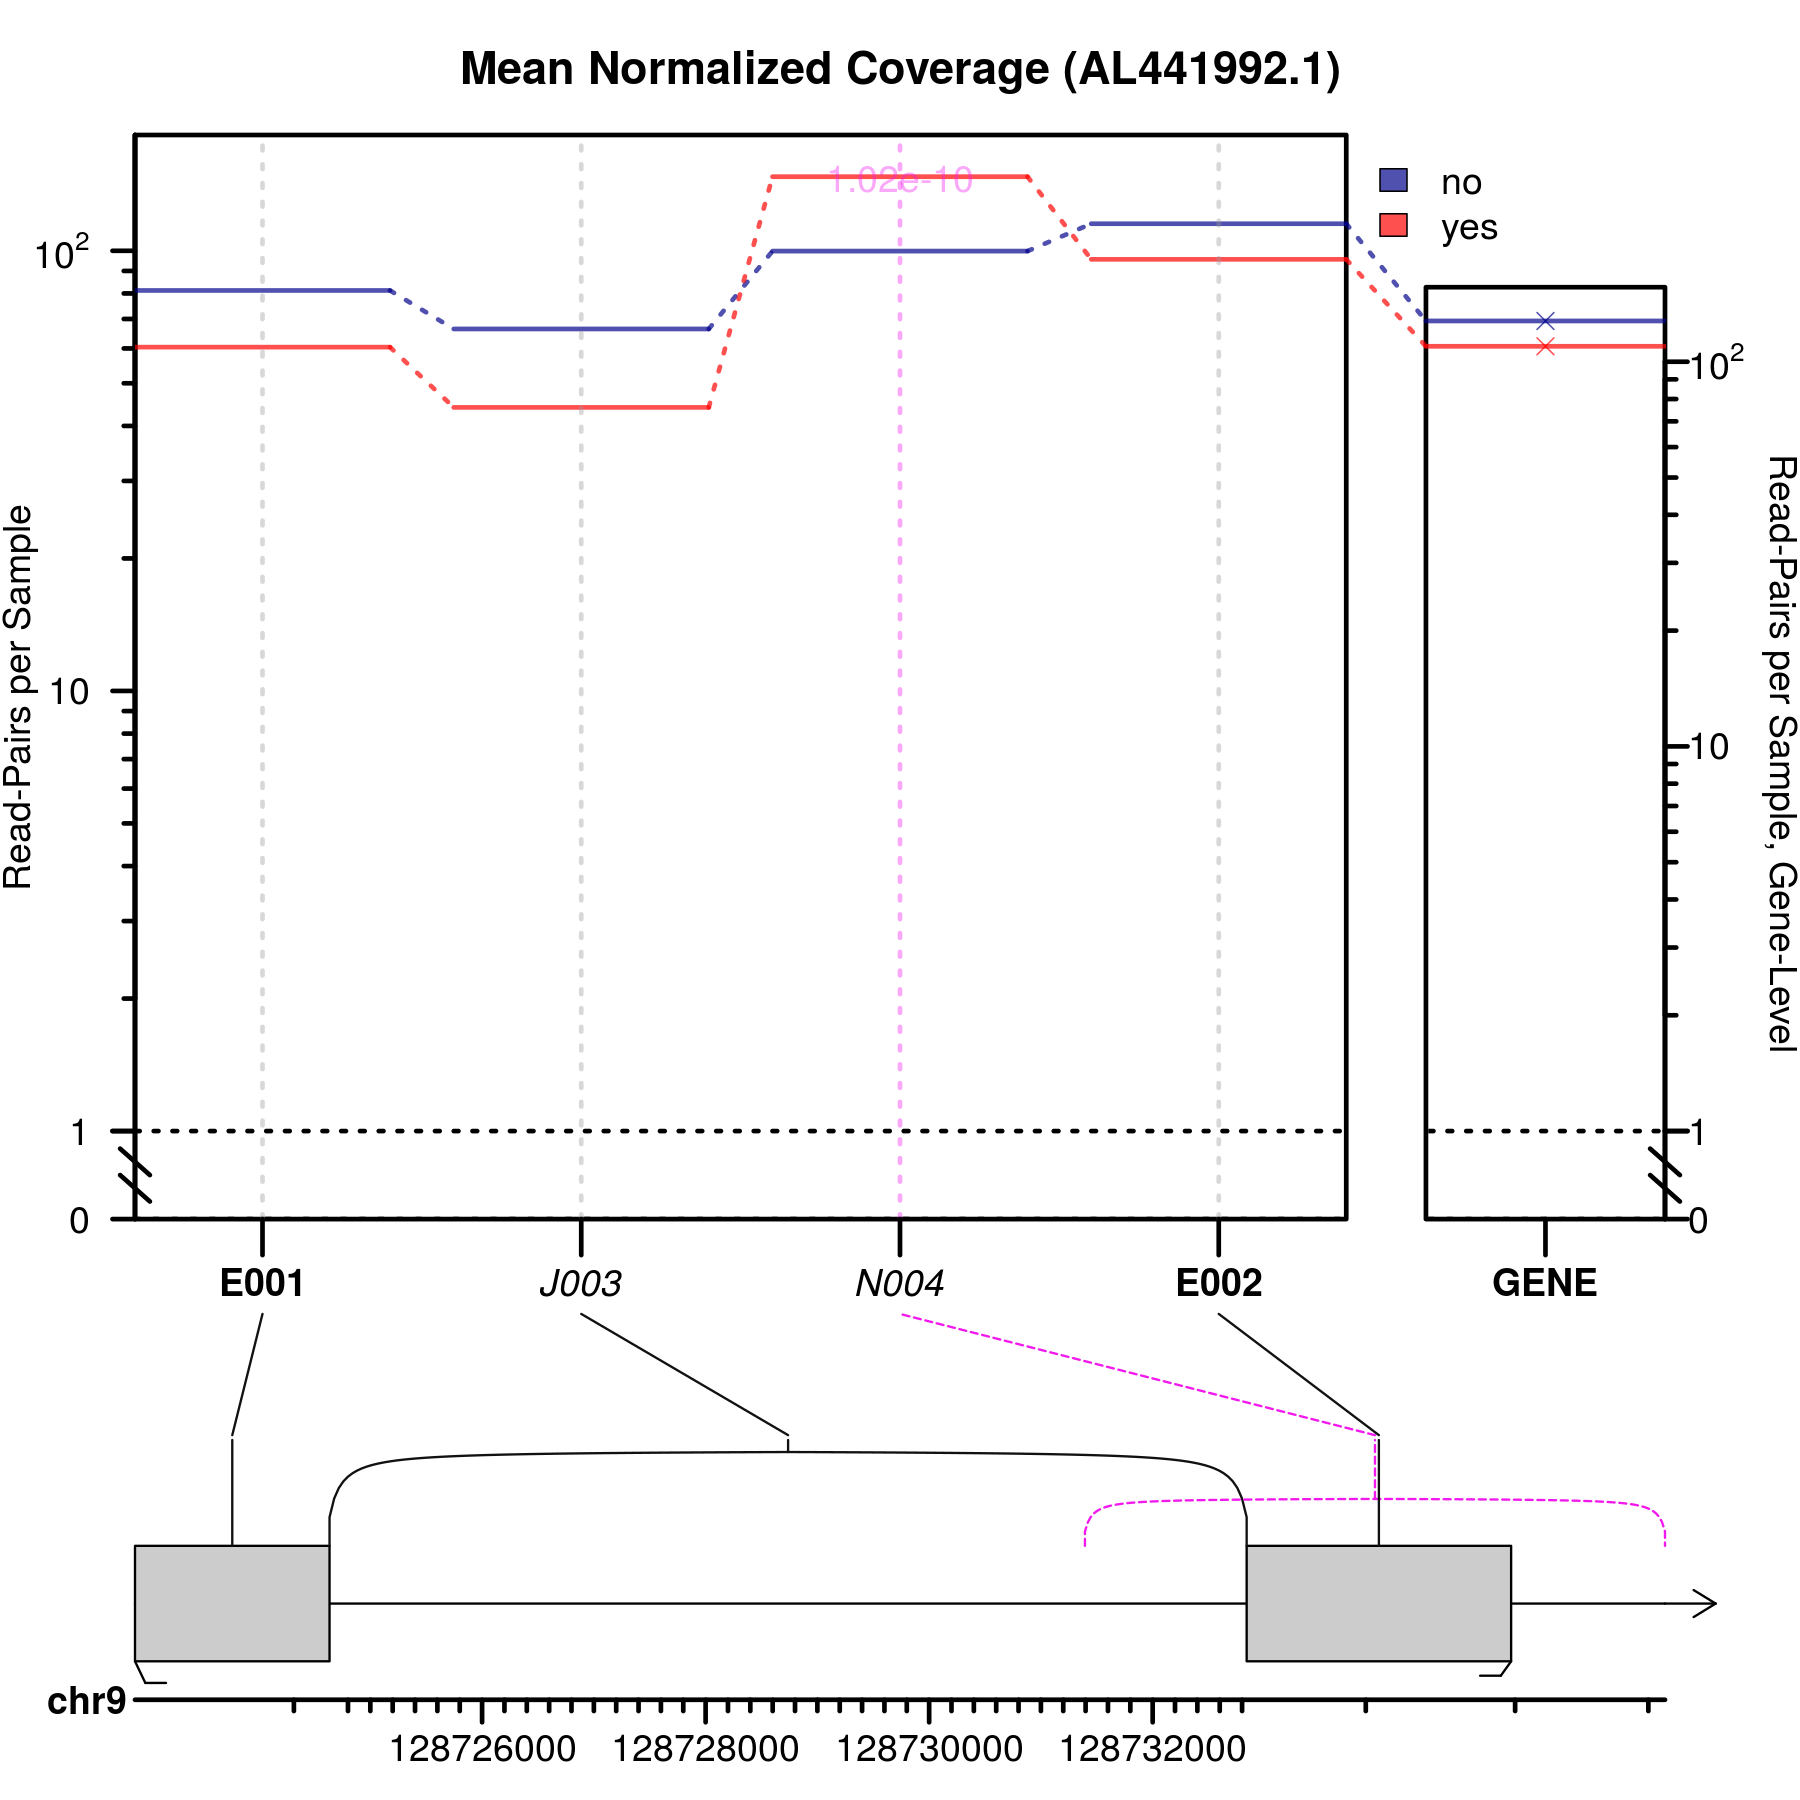 Mean Normalized Coverage (AL441992.1)
1.02e-10
no
yes
Read-Pairs per Sample
10²
10
1
0
10²
10
1
0
Read-Pairs per Sample, Gene-Level
E001 J003 N004 E002 GENE
chr9
128726000 128728000 128730000 128732000